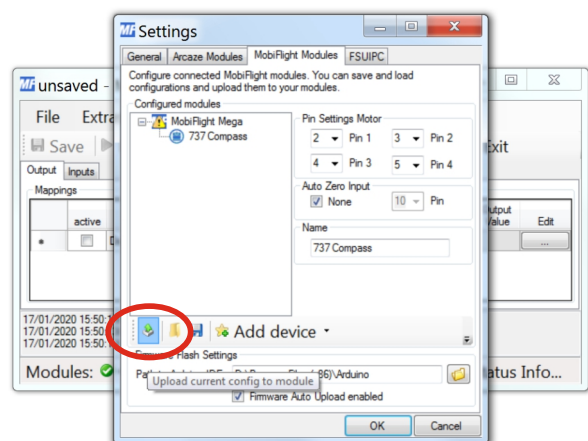 Settings
General Arcaze Modules MobiFlight Modules FSUIPC
Configure connected MobiFlight modules. You can save and load
configurations and upload them to your modules.
Configured modules
MobiFlight Mega
737 Compass
Pin Settings Motor
2 Pin 1 3 Pin 2
4 Pin 3 5 Pin 4
Auto Zero Input
None 10 Pin
Name
737 Compass
Add device
Firmware Flash Settings
Upload current config to module
Firmware Auto Upload enabled
OK Cancel
unsaved -
File Extra
Save
Exit
Output Inputs
Mappings
active
Edit
...
17/01/2020 15:50:
17/01/2020 15:50:
17/01/2020 15:50:
Modules:
atus Info...